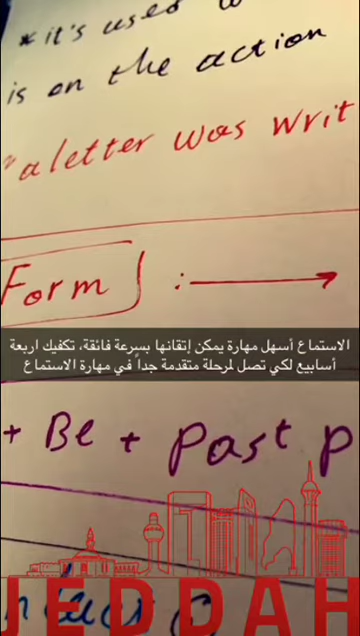 * it's used to
is on the action
"a letter was writ
Form :
الاستماع أسهل مهارة يمكن إتقانها بسرعة فائقة، تكفيك اربعة
أسابيع لكي تصل لمرحلة متقدمة جداً في مهارة الاستماع
+ Be + past p
JEDDAH